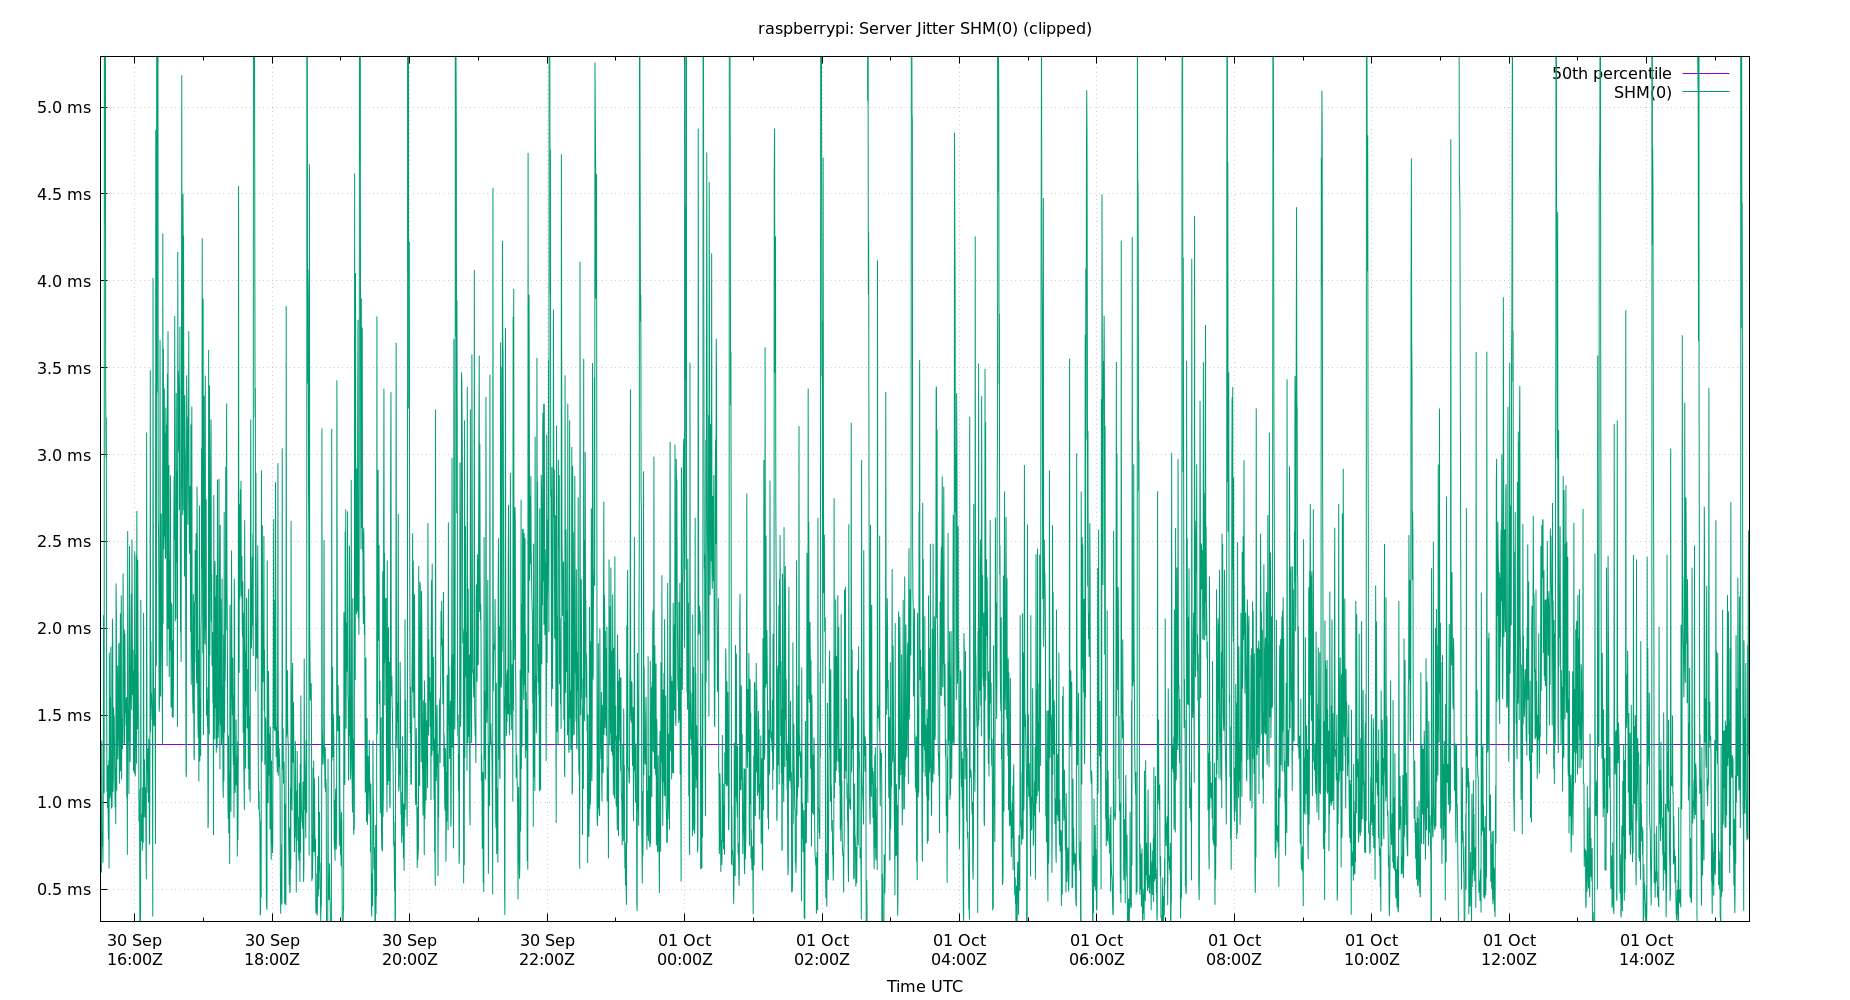 raspberrypi: Server Jitter SHM(0) (clipped)
50th percentile
SHM(0)
5.0 ms
4.5 ms
4.0 ms
3.5 ms
3.0 ms
2.5 ms
2.0 ms
1.5 ms
1.0 ms
0.5 ms
30 Sep 30 Sep 30 Sep 30 Sep 01 Oct 01 Oct 01 Oct 01 Oct 01 Oct 01 Oct 01 Oct 01 Oct
16:00Z 18:00Z 20:00Z 22:00Z 00:00Z 02:00Z 04:00Z 06:00Z 08:00Z 10:00Z 12:00Z 14:00Z
Time UTC